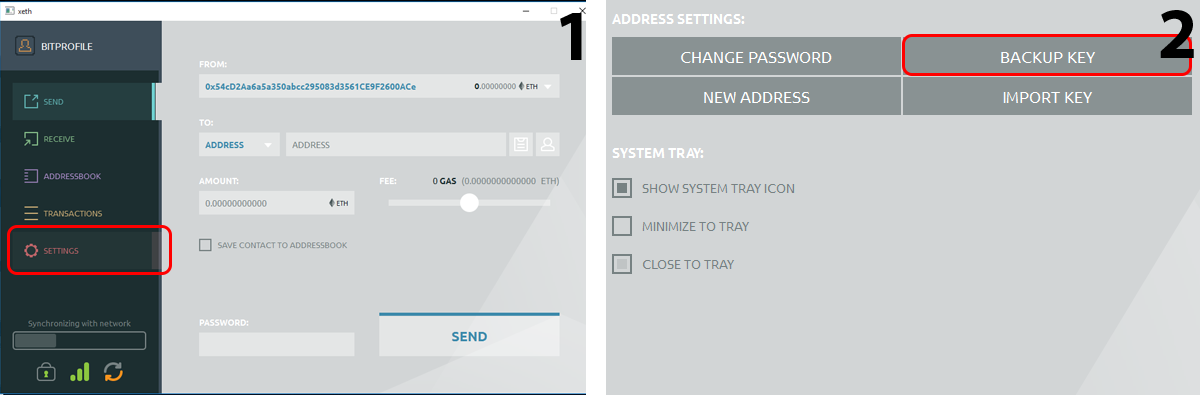 xeth
1
BITPROFILE
SEND
RECEIVE
ADDRESSBOOK
TRANSACTIONS
SETTINGS
Synchronizing with network
FROM:
0x54cD2Aa6a5a350abcc295083d3561CE9F2600ACe 0.00000000 ETH
TO:
ADDRESS ADDRESS
AMOUNT: FEE: 0 GAS (0.0000000000000 ETH)
0.00000000000 ETH
SAVE CONTACT TO ADDRESSBOOK
PASSWORD:
SEND
2
ADDRESS SETTINGS:
CHANGE PASSWORD BACKUP KEY
NEW ADDRESS IMPORT KEY
SYSTEM TRAY:
SHOW SYSTEM TRAY ICON
MINIMIZE TO TRAY
CLOSE TO TRAY